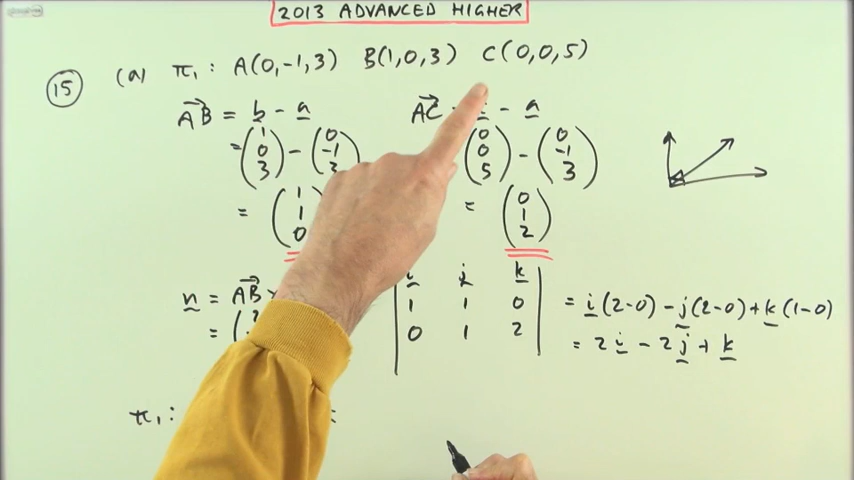 2013 ADVANCED HIGHER
15 (a) π₁: A(0,-1,3) B(1,0,3) C(0,0,5)
AB = b - a
AC - a
= (1 0 3) - (0 -1
(0 0 5) - (0 -1 3)
= (1 1 0
= (0 1 2)
n = AB
| i j k |
| 1 1 0 |
| 0 1 2 |
= i(2-0) - j(2-0) + k(1-0)
= (2
= 2i - 2j + k
π₁: =